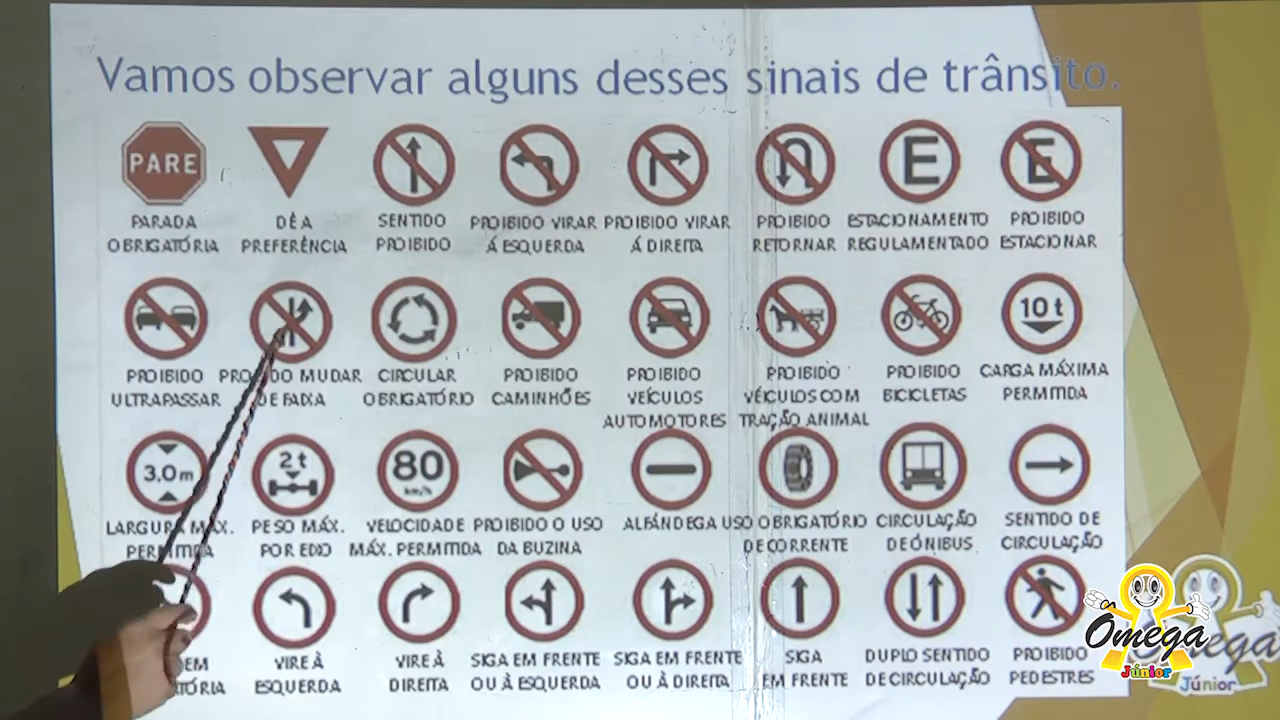 Vamos observar alguns desses sinais de trânsito.
PARE
E
E
PARADA OBRIGATÓRIA
DÊ A PREFERÊNCIA
SENTIDO PROIBIDO
PROIBIDO VIRAR Á ESQUERDA
PROIBIDO VIRAR Á DIREITA
PROIBIDO RETORNAR
ESTACIONAMENTO REGULAMENTADO
PROIBIDO ESTACIONAR
10 t
PROIBIDO ULTRAPASSAR
MUDAR DE FAIXA
CIRCULAR OBRIGATÓRIO
PROIBIDO CAMINHÕES
PROIBIDO VEÍCULOS AUTOMOTORES
PROIBIDO VÉÍCULOS COM TRAÇÃO ANIMAL
PROIBIDO BICICLETAS
CARGA MÁXIMA PERMITIDA
3,0 m
2 t
80 km/h
LARGURA MÁX. PERMITIDA
PESO MÁX. POR EIXO
VELOCIDADE MÁX. PERMITIDA
PROIBIDO O USO DA BUZINA
ALFÂNDEGA
USO OBRIGATÓRIO DE CORRENTE
CIRCULAÇÃO DE ÔNIBUS
SENTIDO DE CIRCULAÇÃO
VIRE À ESQUERDA
VIRE À DIREITA
SIGA EM FRENTE OU À ESQUERDA
SIGA EM FRENTE OU À DIREITA
SIGA EM FRENTE
DUPLO SENTIDO DE CIRCULAÇÃO
PROIBIDO PEDESTRES
Ômega
Júnior
Júnior